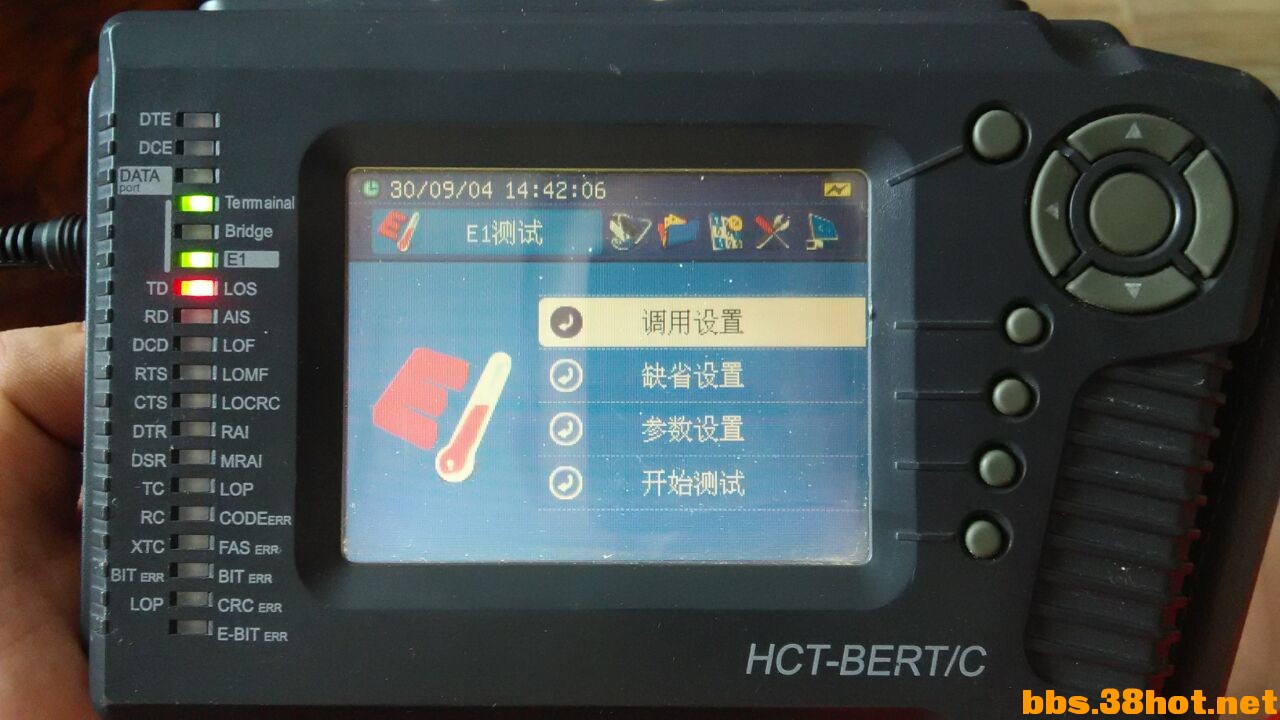 DTE
DCE
DATA
port
Termainal
Bridge
E1
TD LOS
RD AIS
DCD LOF
RTS LOMF
CTS LOCRC
DTR RAI
DSR MRAI
TC LOP
RC CODE ERR
XTC FAS ERR
BIT ERR BIT ERR
LOP CRC ERR
E-BIT ERR
30/09/04 14:42:06
E1测试
调用设置
缺省设置
参数设置
开始测试
HCT-BERT/C
bbs.38hot.net